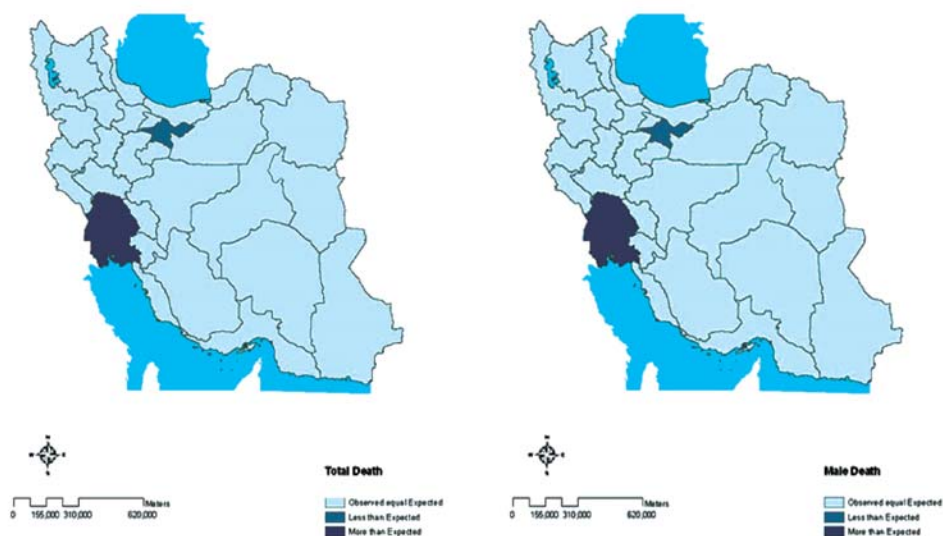 N
W E
S
Total Death
Meters
0 155,000 310,000 620,000
Observed equal Expected
Less than Expected
More than Expected
N
W E
S
Male Death
Meters
0 155,000 310,000 620,000
Observed equal Expected
Less than Expected
More than Expected